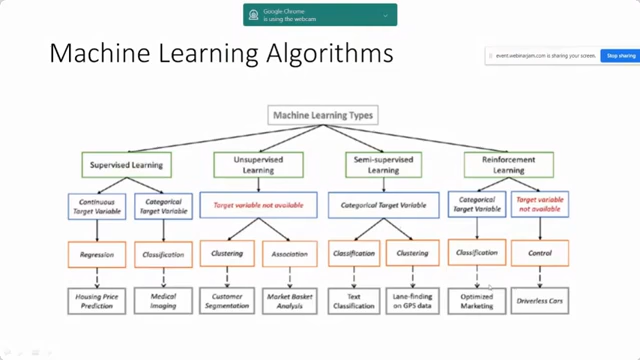 Google Chrome
is using the webcam
Machine Learning Algorithms
event.webinarjam.com is sharing your screen.
Stop sharing
Machine Learning Types
Supervised Learning
Unsupervised
Learning
Semi-supervised
Learning
Reinforcement
Learning
Continuous
Target Variable
Categorical
Target Variable
Target variable not available
Categorical Target Variable
Categorical
Target Variable
Target variable
not available
Regression
Classification
Clustering
Association
Classification
Clustering
Classification
Control
Housing Price
Prediction
Medical
Imaging
Customer
Segmentation
Market Basket
Analysis
Text
Classification
Lane-finding
on GPS data
Optimized
Marketing
Driverless Cars